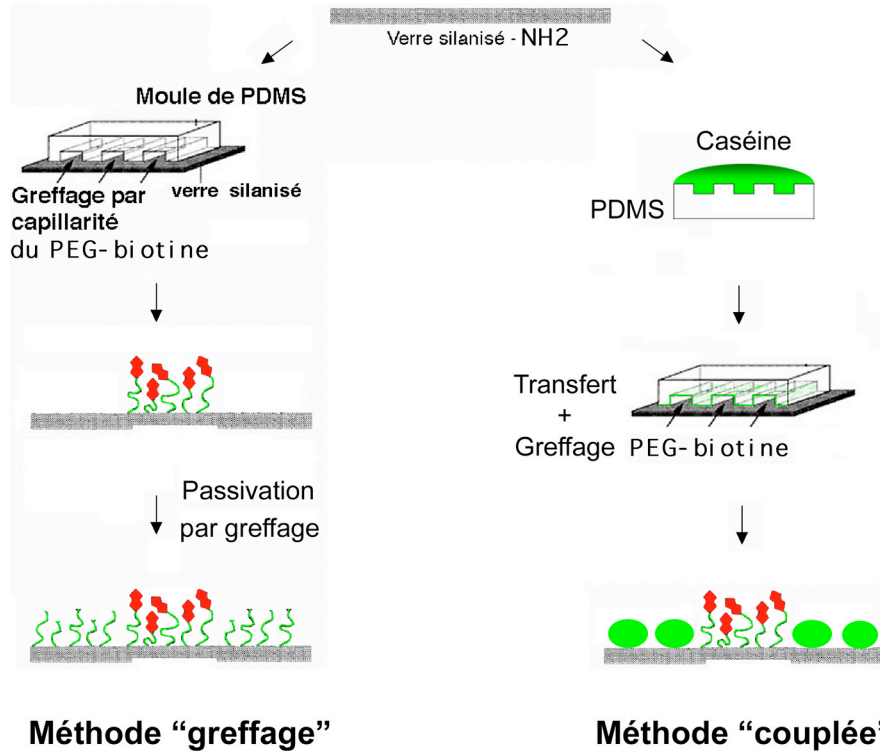 Verre silanisé - NH2
Moule de PDMS
verre silanisé
Greffage par
capillarité
du PEG-biotine
Passivation
par greffage
Méthode “greffage”
Caséine
PDMS
Transfert
+
Greffage
PEG-biotine
Méthode “couplée”